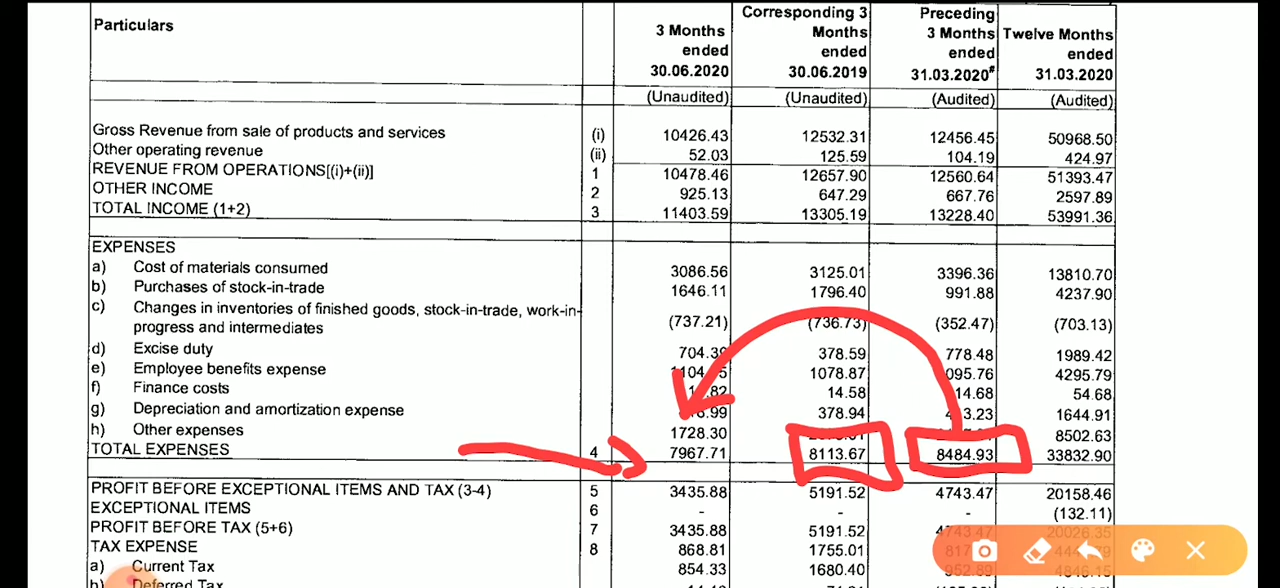 Particulars 3 Months ended 30.06.2020 Corresponding 3 Months ended 30.06.2019 Preceding 3 Months ended 31.03.2020# Twelve Months ended 31.03.2020
(Unaudited) (Unaudited) (Audited) (Audited)
Gross Revenue from sale of products and services (i) 10426.43 12532.31 12456.45 50968.50
Other operating revenue (ii) 52.03 125.59 104.19 424.97
REVENUE FROM OPERATIONS[(i)+(ii)] 1 10478.46 12657.90 12560.64 51393.47
OTHER INCOME 2 925.13 647.29 667.76 2597.89
TOTAL INCOME (1+2) 3 11403.59 13305.19 13228.40 53991.36
EXPENSES
a) Cost of materials consumed 3086.56 3125.01 3396.36 13810.70
b) Purchases of stock-in-trade 1646.11 1796.40 991.88 4237.90
c) Changes in inventories of finished goods, stock-in-trade, work-in-
progress and intermediates (737.21) (736.73) (352.47) (703.13)
d) Excise duty 378.59 778.48 1989.42
e) Employee benefits expense 1078.87 4295.79
f) Finance costs 14.58 54.68
g) Depreciation and amortization expense 378.94 1644.91
h) Other expenses 1728.30 8502.63
TOTAL EXPENSES 4 7967.71 8113.67 8484.93 33832.90
PROFIT BEFORE EXCEPTIONAL ITEMS AND TAX (3-4) 5 3435.88 5191.52 4743.47 20158.46
EXCEPTIONAL ITEMS 6 - - - (132.11)
PROFIT BEFORE TAX (5+6) 7 3435.88 5191.52 4743.47 20026.35
TAX EXPENSE 8 868.81 1755.01
a) Current Tax 854.33 1680.40
Deferred Tax